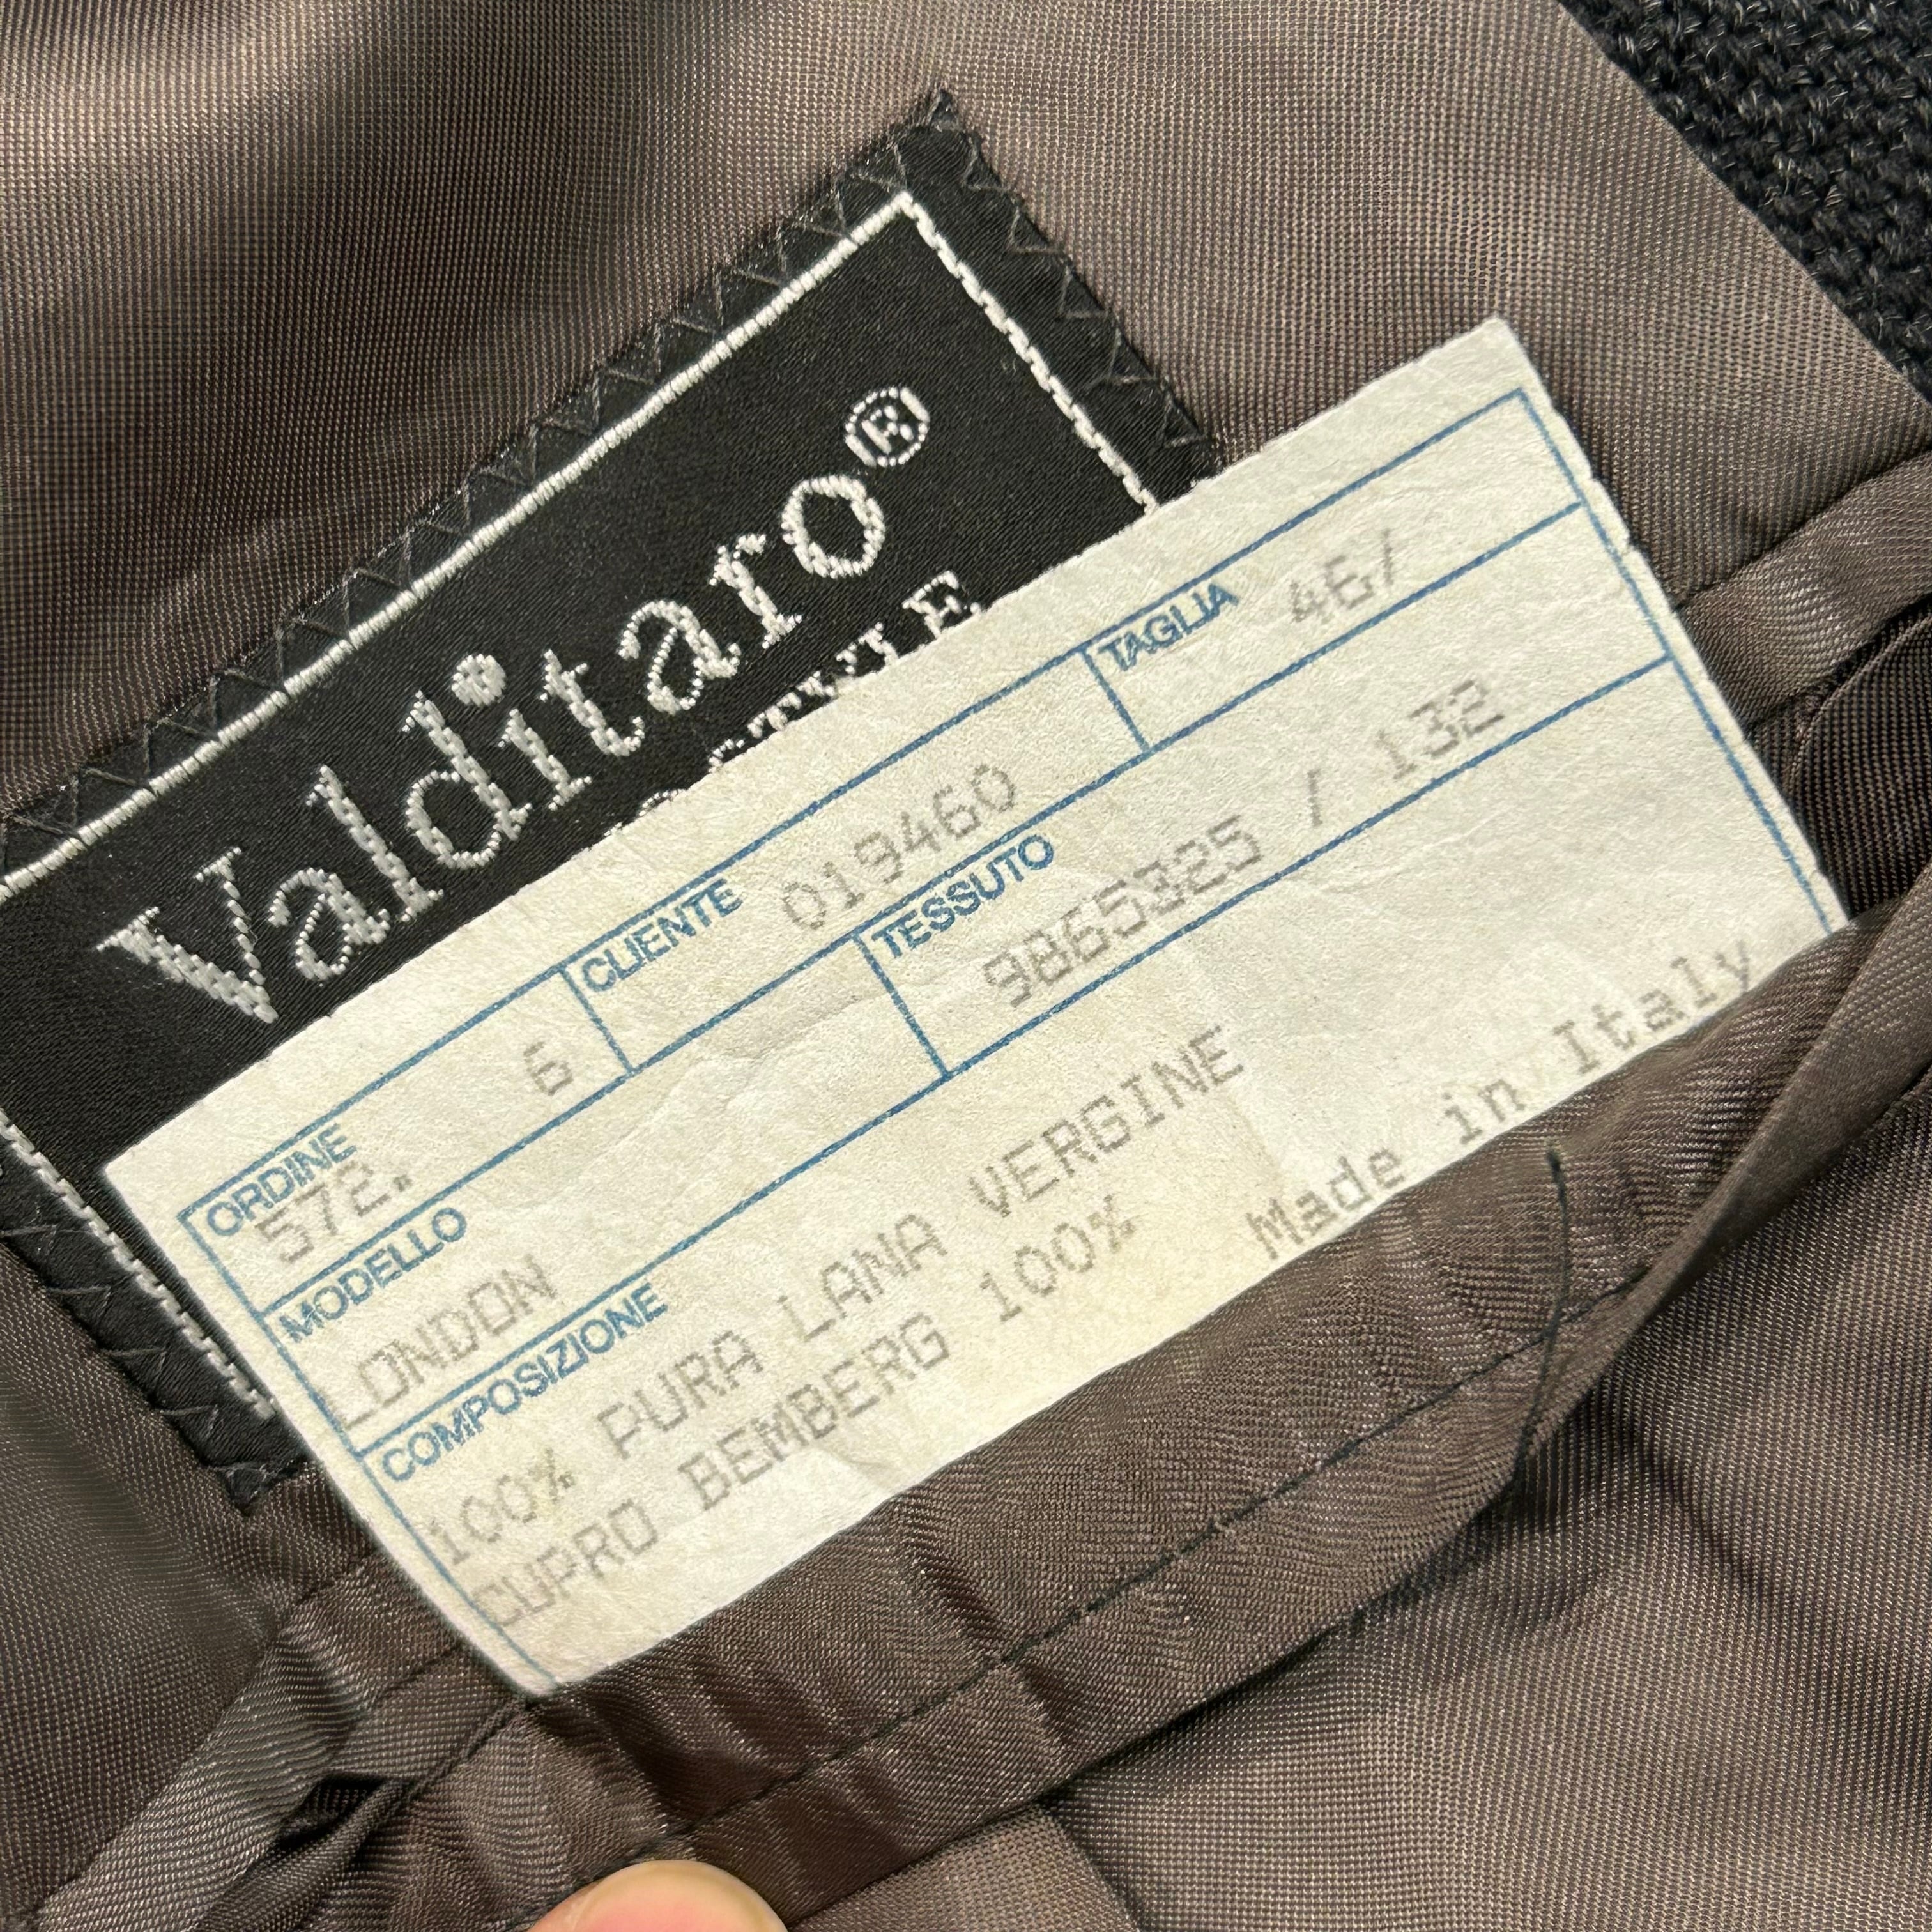 Valditaro®
STYLE
ORDINE 572. 6 CLIENTE 019460 TAGLIA 46/
MODELLO LONDON TESSUTO 9865325 / 132
COMPOSIZIONE
100% PURA LANA VERGINE
CUPRO BEMBERG 100% Made in Italy